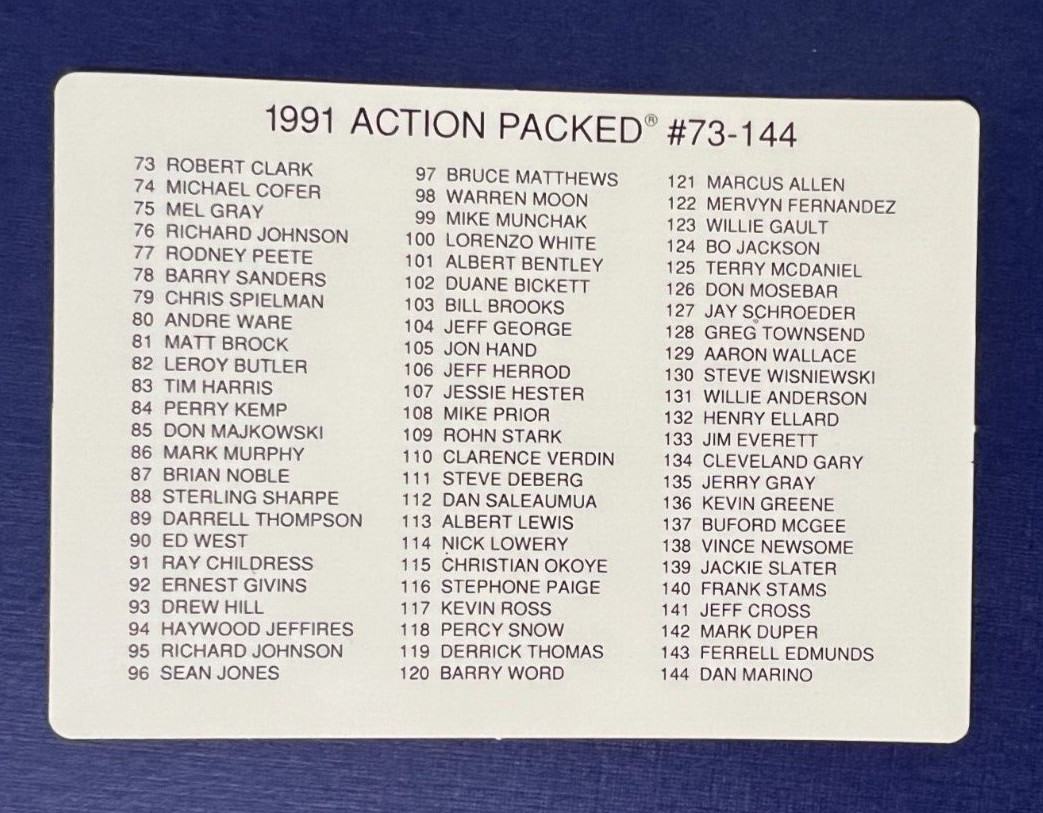 1991 ACTION PACKED® #73-144
73 ROBERT CLARK
74 MICHAEL COFER
75 MEL GRAY
76 RICHARD JOHNSON
77 RODNEY PEETE
78 BARRY SANDERS
79 CHRIS SPIELMAN
80 ANDRE WARE
81 MATT BROCK
82 LEROY BUTLER
83 TIM HARRIS
84 PERRY KEMP
85 DON MAJKOWSKI
86 MARK MURPHY
87 BRIAN NOBLE
88 STERLING SHARPE
89 DARRELL THOMPSON
90 ED WEST
91 RAY CHILDRESS
92 ERNEST GIVINS
93 DREW HILL
94 HAYWOOD JEFFIRES
95 RICHARD JOHNSON
96 SEAN JONES
97 BRUCE MATTHEWS
98 WARREN MOON
99 MIKE MUNCHAK
100 LORENZO WHITE
101 ALBERT BENTLEY
102 DUANE BICKETT
103 BILL BROOKS
104 JEFF GEORGE
105 JON HAND
106 JEFF HERROD
107 JESSIE HESTER
108 MIKE PRIOR
109 ROHN STARK
110 CLARENCE VERDIN
111 STEVE DEBERG
112 DAN SALEAUMUA
113 ALBERT LEWIS
114 NICK LOWERY
115 CHRISTIAN OKOYE
116 STEPHONE PAIGE
117 KEVIN ROSS
118 PERCY SNOW
119 DERRICK THOMAS
120 BARRY WORD
121 MARCUS ALLEN
122 MERVYN FERNANDEZ
123 WILLIE GAULT
124 BO JACKSON
125 TERRY MCDANIEL
126 DON MOSEBAR
127 JAY SCHROEDER
128 GREG TOWNSEND
129 AARON WALLACE
130 STEVE WISNIEWSKI
131 WILLIE ANDERSON
132 HENRY ELLARD
133 JIM EVERETT
134 CLEVELAND GARY
135 JERRY GRAY
136 KEVIN GREENE
137 BUFORD MCGEE
138 VINCE NEWSOME
139 JACKIE SLATER
140 FRANK STAMS
141 JEFF CROSS
142 MARK DUPER
143 FERRELL EDMUNDS
144 DAN MARINO